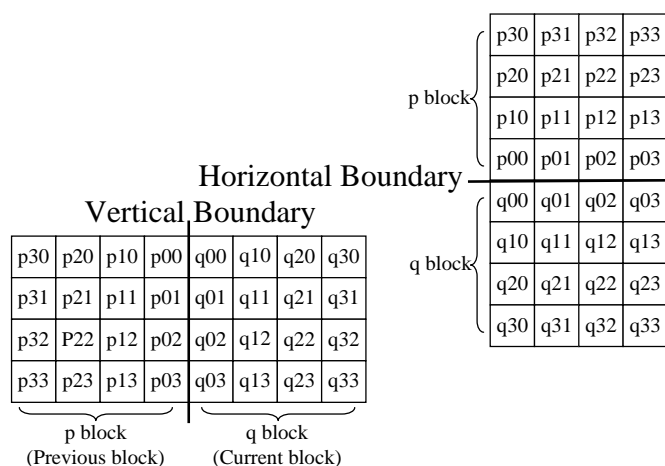 p30 p31 p32 p33
p20 p21 p22 p23
p block
p10 p11 p12 p13
p00 p01 p02 p03
Horizontal Boundary
q00 q01 q02 q03
q10 q11 q12 q13
q block
q20 q21 q22 q23
q30 q31 q32 q33
Vertical Boundary
p30 p20 p10 p00 q00 q10 q20 q30
p31 p21 p11 p01 q01 q11 q21 q31
p32 P22 p12 p02 q02 q12 q22 q32
p33 p23 p13 p03 q03 q13 q23 q33
p block
(Previous block)
q block
(Current block)